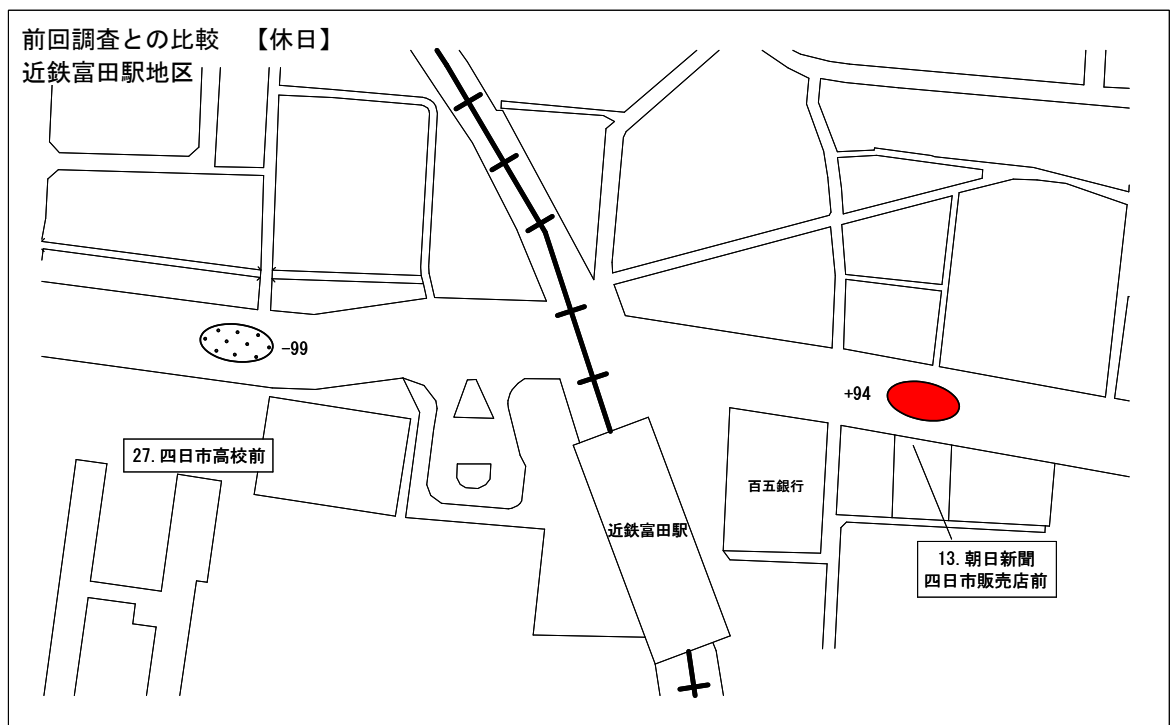 前回調査との比較　【休日】
近鉄富田駅地区
-99
+94
27. 四日市高校前
百五銀行
近鉄富田駅
13. 朝日新聞
四日市販売店前